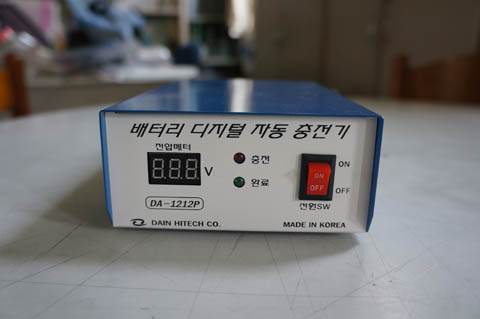 배터리 디지털 자동 충전기
전압메타
8.8.8. V
충전
완료
ON
ON
OFF
OFF
전원SW
DA-1212P
DAIN HITECH CO.
MADE IN KOREA